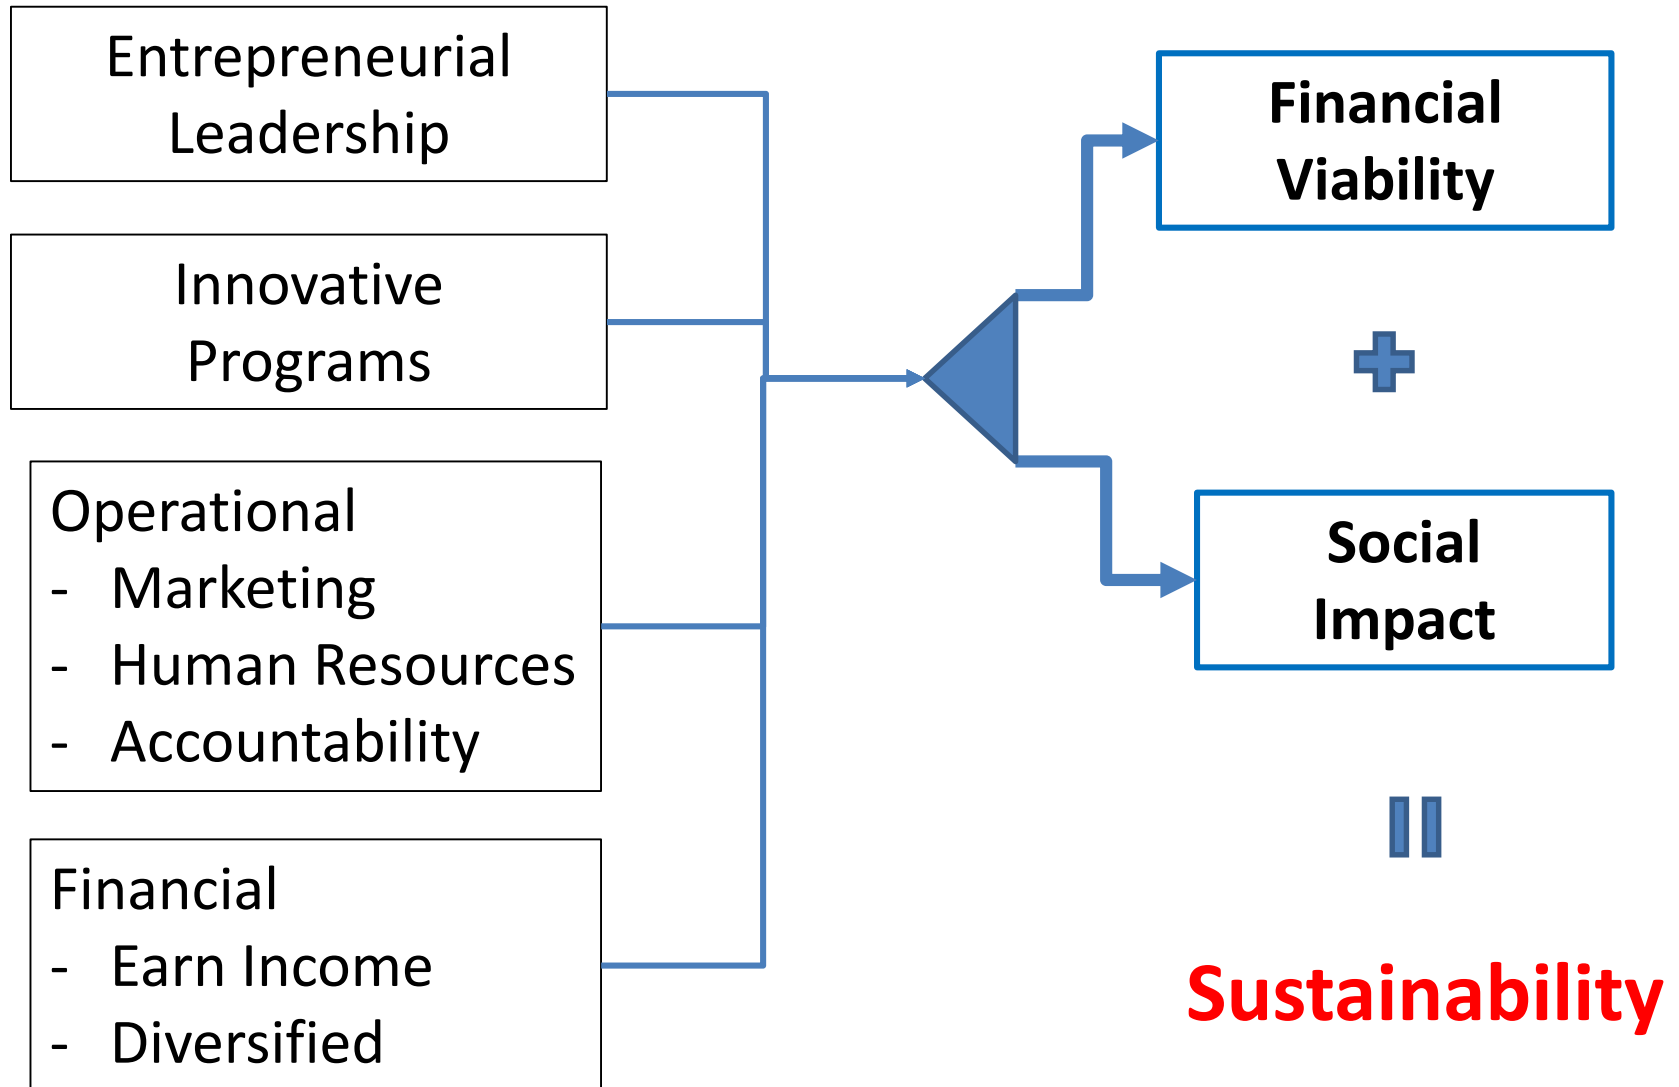 Entrepreneurial
Leadership
Innovative
Programs
Operational
- Marketing
- Human Resources
- Accountability
Financial
- Earn Income
- Diversified
Financial
Viability
Social
Impact
Sustainability